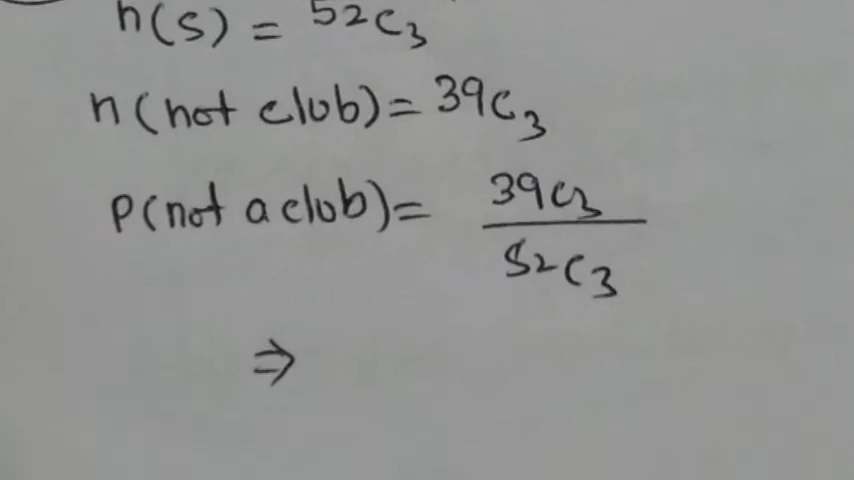 n(S) = 52C3
n(not club) = 39C3
P(not a club) = 39C3 / 52C3
⇒